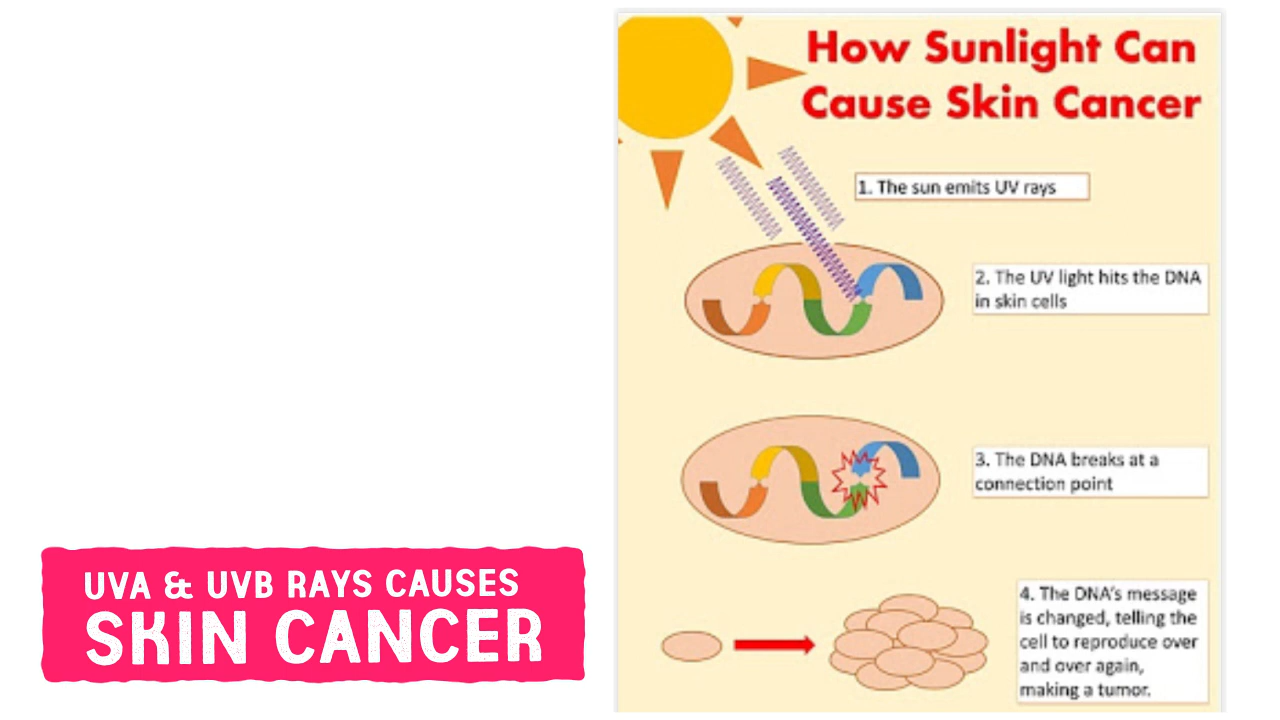 How Sunlight Can
Cause Skin Cancer
1. The sun emits UV rays
2. The UV light hits the DNA
in skin cells
3. The DNA breaks at a
connection point
4. The DNA's message
is changed, telling the
cell to reproduce over
and over again,
making a tumor.
UVA & UVB RAYS CAUSES
SKIN CANCER